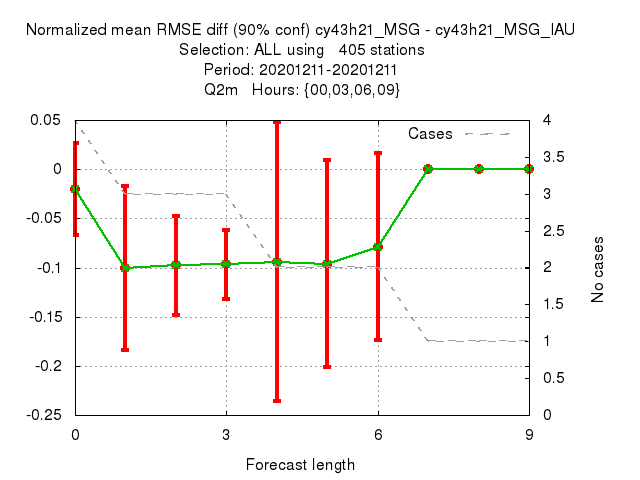 Normalized mean RMSE diff (90% conf) cy43h21_MSG - cy43h21_MSG_IAU
Selection: ALL using   405 stations
Period: 20201211-20201211
Q2m   Hours: {00,03,06,09}
0.05
0
-0.05
-0.1
-0.15
-0.2
-0.25
Cases
4
3.5
3
2.5
2
1.5
1
0.5
0
No cases
0
3
6
9
Forecast length